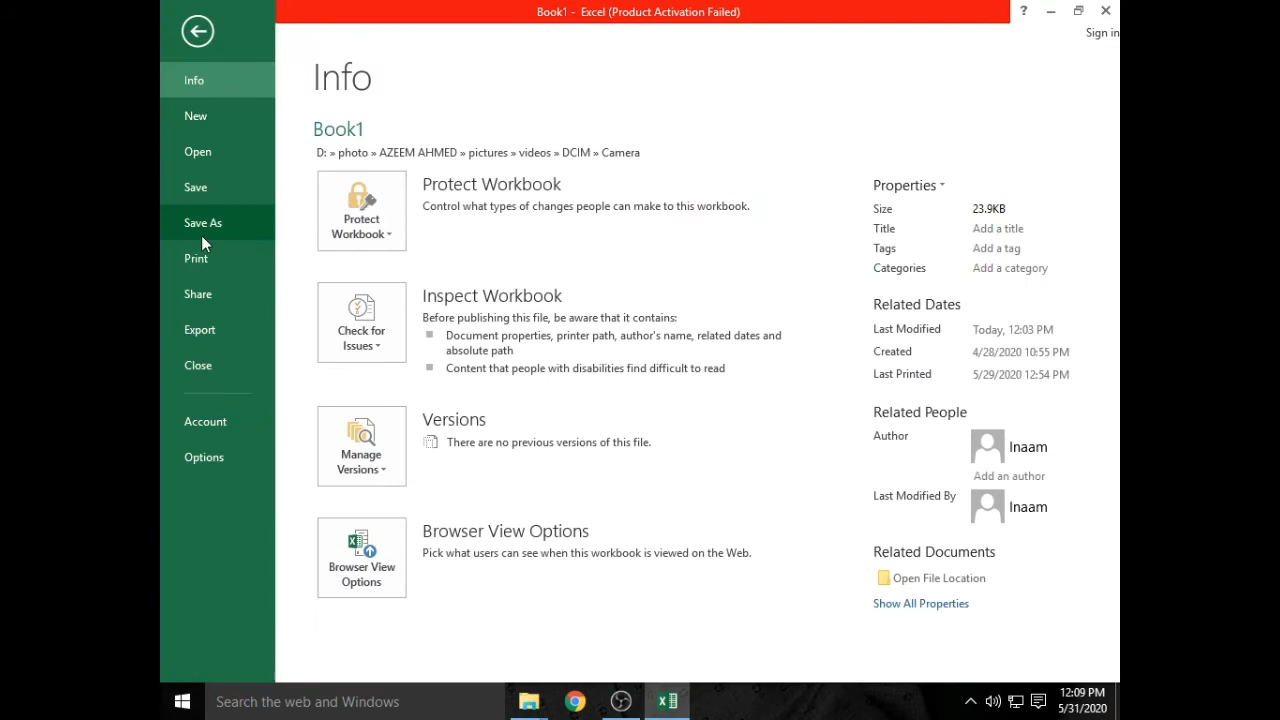 Book1 - Excel (Product Activation Failed)
?
Sign in
Info
New
Open
Save
Save As
Print
Share
Export
Close
Account
Options
Info
Book1
D: » photo » AZEEM AHMED » pictures » videos » DCIM » Camera
Protect
Workbook
Protect Workbook
Control what types of changes people can make to this workbook.
Check for
Issues
Inspect Workbook
Before publishing this file, be aware that it contains:
Document properties, printer path, author's name, related dates and
absolute path
Content that people with disabilities find difficult to read
Manage
Versions
Versions
There are no previous versions of this file.
Browser View
Options
Browser View Options
Pick what users can see when this workbook is viewed on the Web.
Properties
Size 23.9KB
Title Add a title
Tags Add a tag
Categories Add a category
Related Dates
Last Modified Today, 12:03 PM
Created 4/28/2020 10:55 PM
Last Printed 5/29/2020 12:54 PM
Related People
Author Inaam
Add an author
Last Modified By Inaam
Related Documents
Open File Location
Show All Properties
Search the web and Windows
12:09 PM
5/31/2020